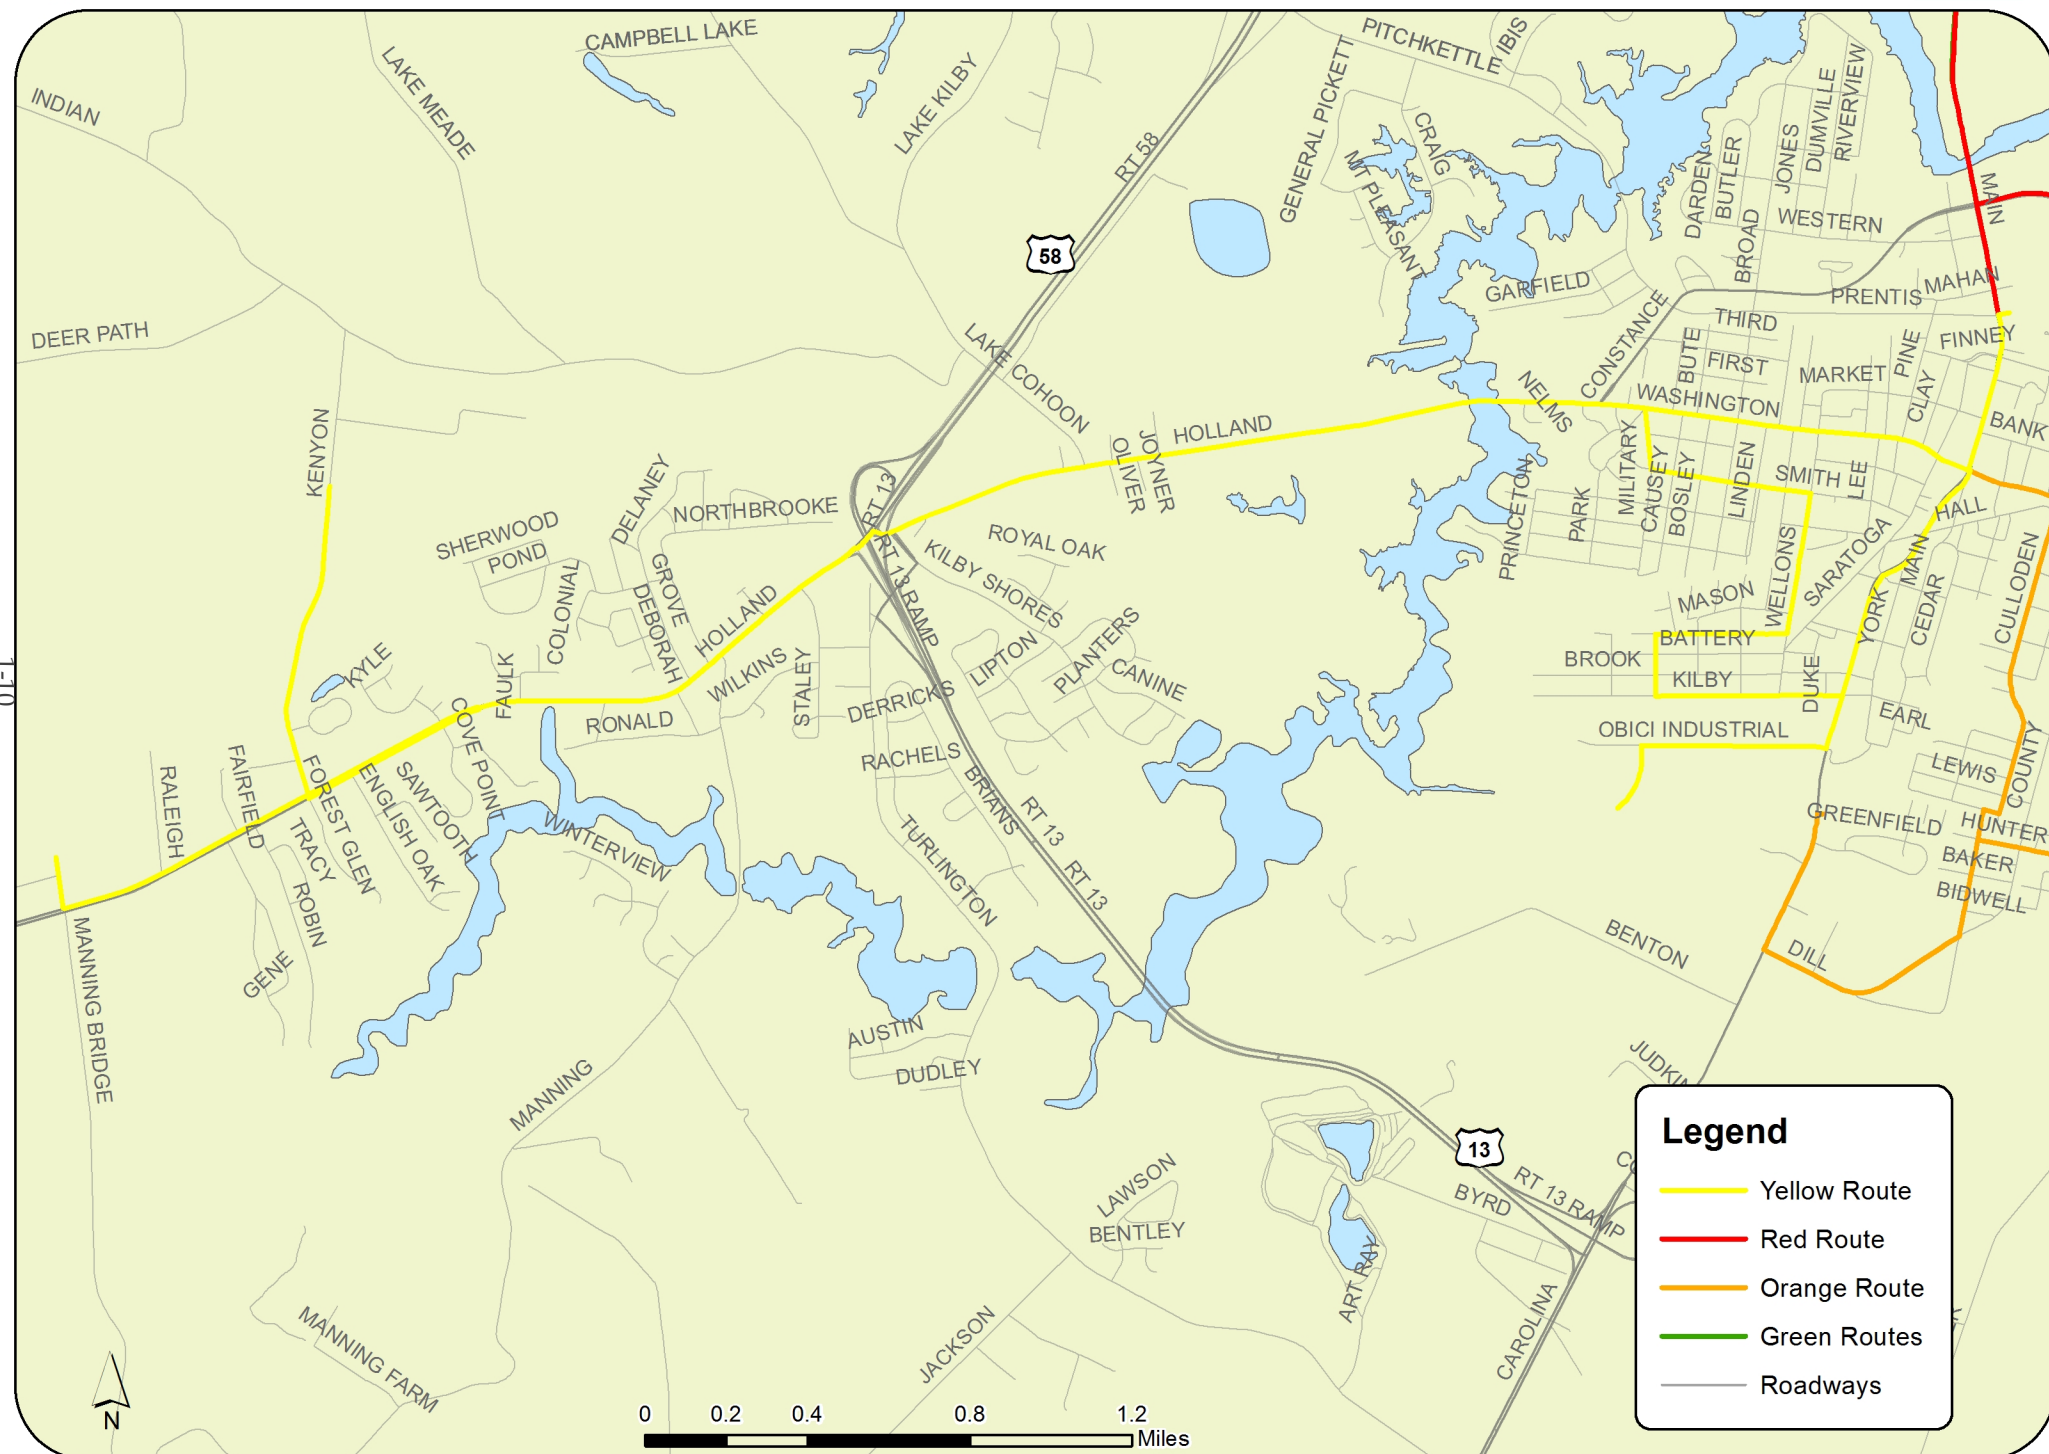 CAMPBELL LAKE
PITCHKETTLE
IBIS
INDIAN
LAKE MEADE
LAKE KILBY
RT 58
GENERAL PICKETT
CRAIG
MT PLEASANT
DARDEN
BUTLER
JONES
DUMVILLE
RIVERVIEW
BROAD
WESTERN
MAIN
58
GARFIELD
CONSTANCE
PRENTIS
MAHAN
DEER PATH
LAKE COHOON
THIRD
BUTE
FIRST
PINE
FINNEY
MARKET
CLAY
NELMS
WASHINGTON
BANK
KENYON
HOLLAND
JOYNER
OLIVER
MILITARY
CAUSEY
BOSLEY
LINDEN
SMITH
LEE
HALL
PRINCETON
PARK
DELANEY
NORTHBROOKE
RT 13
SHERWOOD
POND
ROYAL OAK
KILBY SHORES
RT 13 RAMP
GROVE
COLONIAL
DEBORAH
HOLLAND
WELLONS
SARATOGA
MAIN
CEDAR
YORK
CULLODEN
MASON
BATTERY
BROOK
KILBY
DUKE
KYLE
FAULK
WILKINS
STALEY
LIPTON
PLANTERS
CANINE
DERRICKS
RONALD
COVE POINT
EARL
OBICI INDUSTRIAL
COUNTY
LEWIS
1-10
RALEIGH
FAIRFIELD
FOREST GLEN
ENGLISH OAK
SAWTOOTH
RACHELS
BRIANS
RT 13
RT 13
TRACY
ROBIN
WINTERVIEW
TURLINGTON
GREENFIELD
HUNTER
BAKER
BIDWELL
GENE
MANNING BRIDGE
BENTON
DILL
AUSTIN
DUDLEY
MANNING
13
LAWSON
BENTLEY
BYRD
RT 13 RAMP
ART RAY
CAROLINA
JACKSON
MANNING FARM
Legend
Yellow Route
Red Route
Orange Route
Green Routes
Roadways
N
0 0.2 0.4 0.8 1.2
Miles